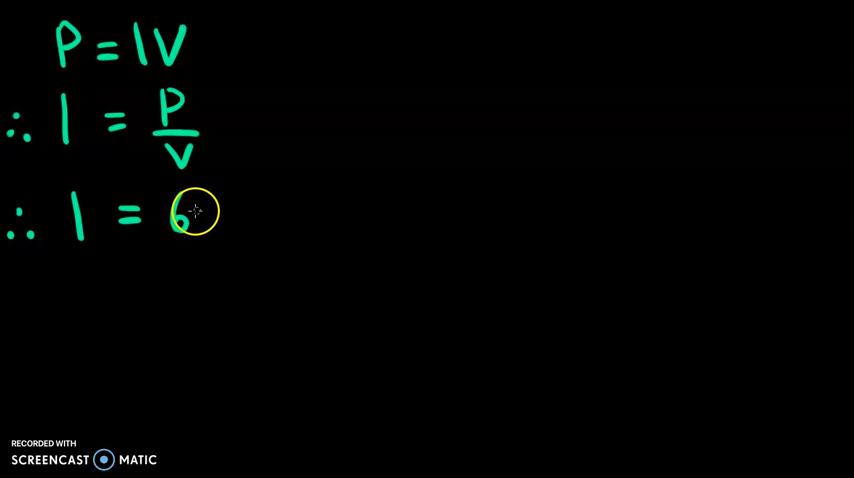 P = IV
∴ I = P/V
∴ I = 6
RECORDED WITH
SCREENCAST MATIC